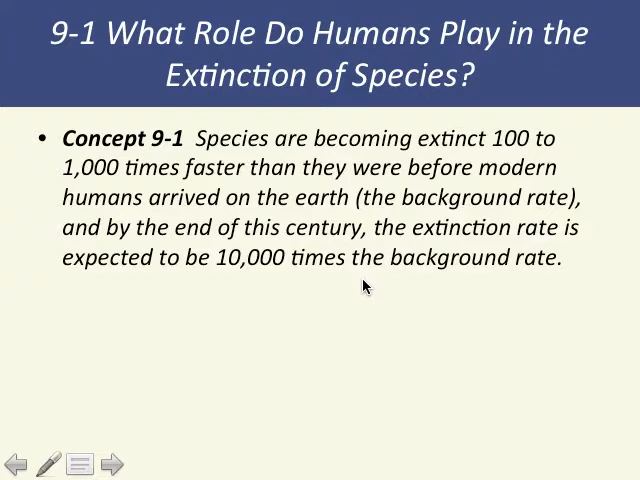 9-1 What Role Do Humans Play in the
Extinction of Species?
• Concept 9-1 Species are becoming extinct 100 to
1,000 times faster than they were before modern
humans arrived on the earth (the background rate),
and by the end of this century, the extinction rate is
expected to be 10,000 times the background rate.